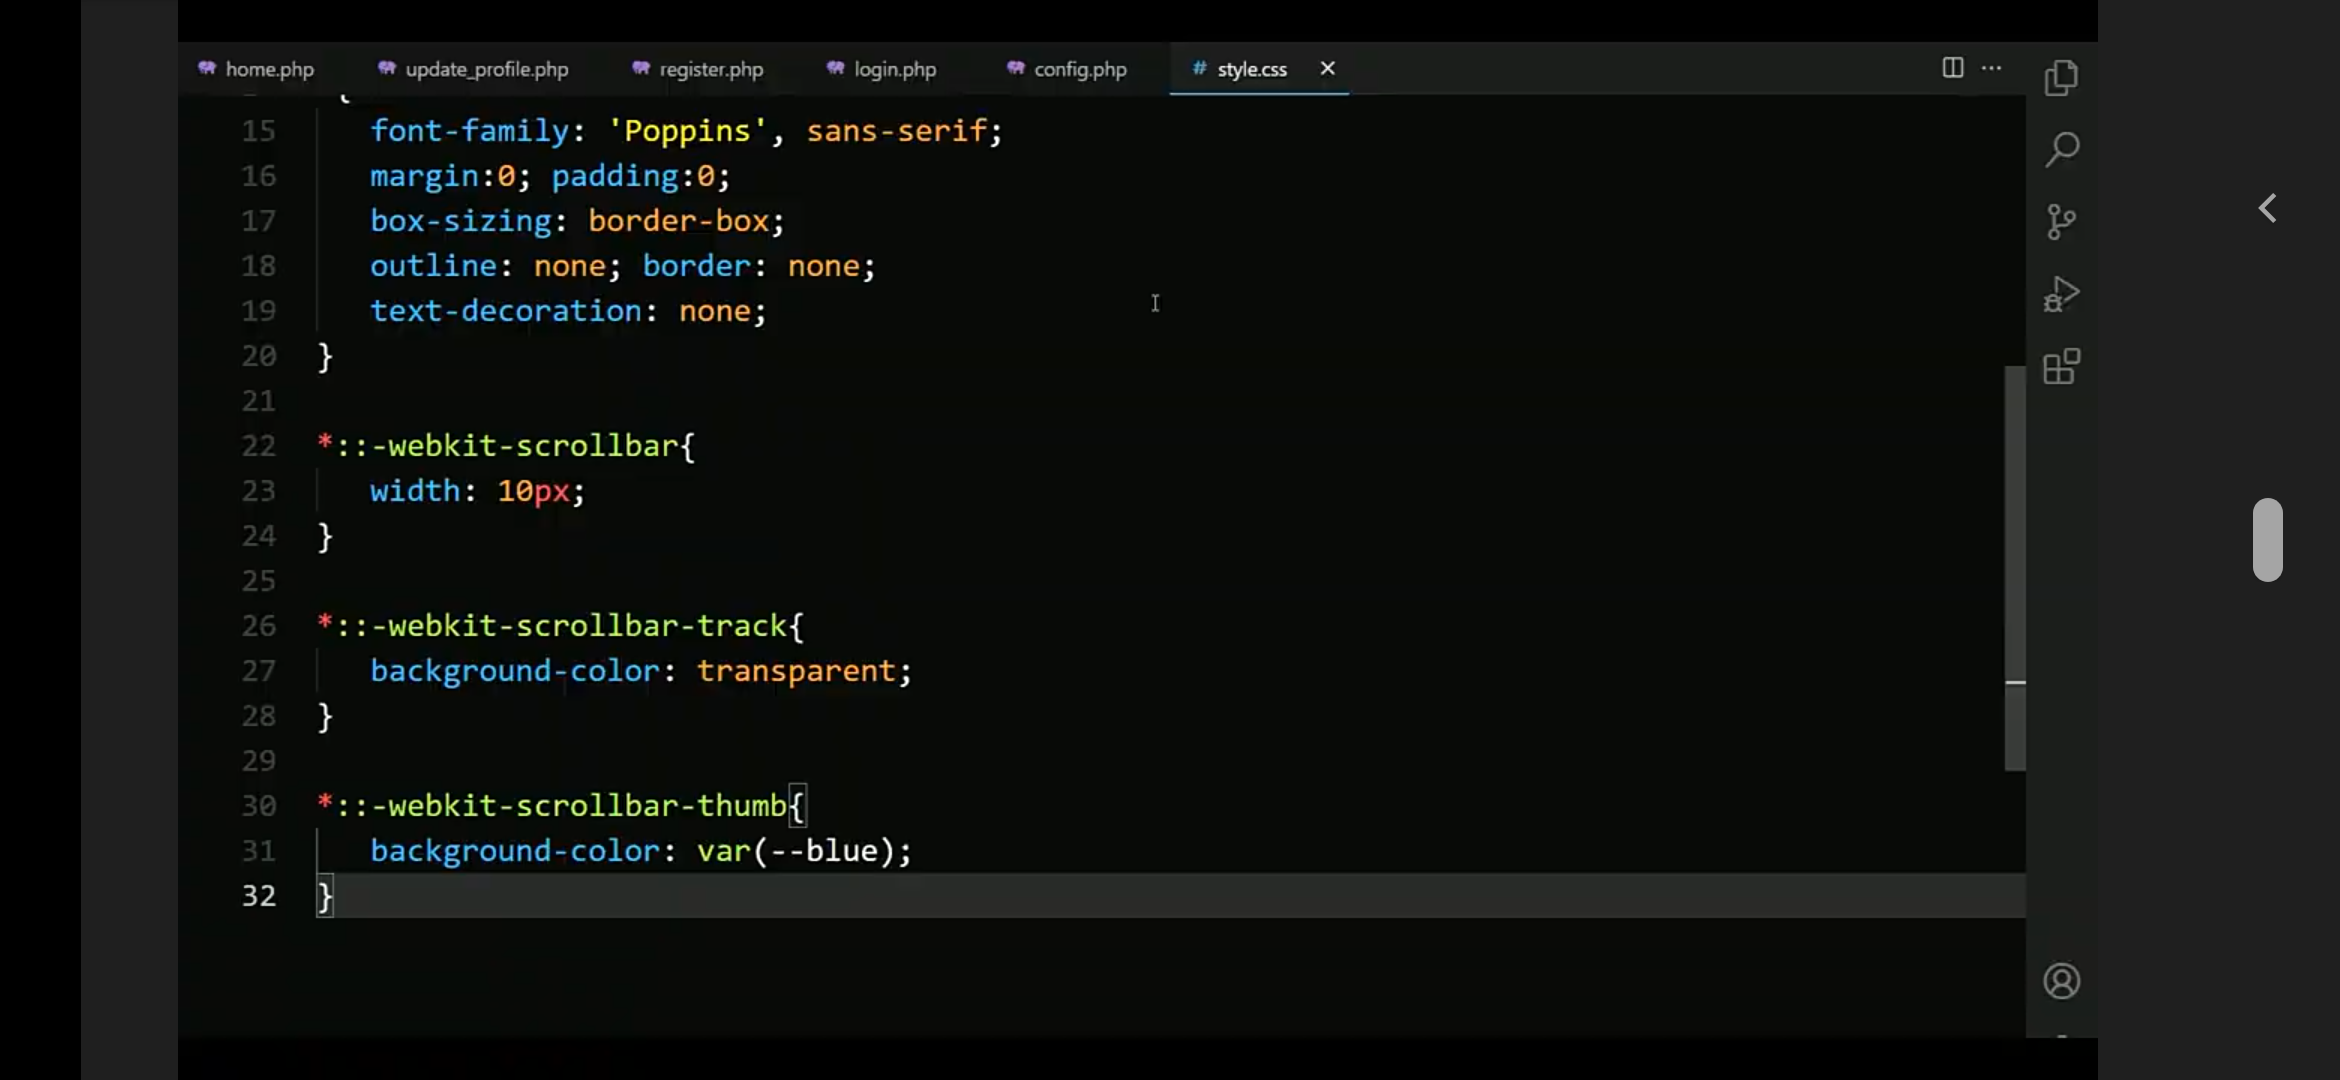 home.php update_profile.php register.php login.php config.php # style.css
{
15 font-family: 'Poppins', sans-serif;
16 margin:0; padding:0;
17 box-sizing: border-box;
18 outline: none; border: none;
19 text-decoration: none;
20 }
21
22 *::-webkit-scrollbar{
23 width: 10px;
24 }
25
26 *::-webkit-scrollbar-track{
27 background-color: transparent;
28 }
29
30 *::-webkit-scrollbar-thumb{
31 background-color: var(--blue);
32 }